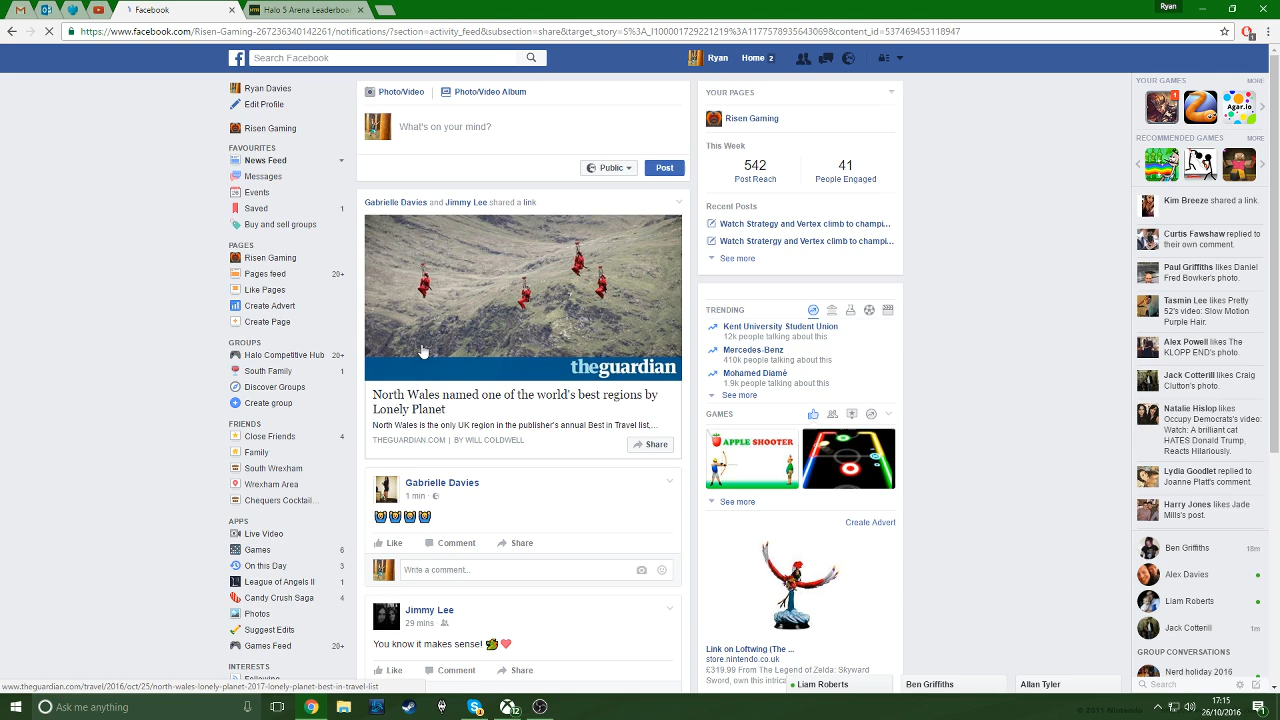 Facebook
Halo 5 Arena Leaderboard
Ryan
https://www.facebook.com/Risen-Gaming-267236340142261/notifications/?section=activity_feed&subsection=share&target_story=S%3A_I100001729221219%3A1177578935643069&content_id=537469453118947
Search Facebook
Ryan
Home 2
Ryan Davies
Edit Profile
Risen Gaming
FAVOURITES
News Feed
Messages
Events
Saved 1
Buy and sell groups
PAGES
Risen Gaming
Pages feed 20+
Like Pages
Create Advert
Create Page
GROUPS
Halo Competitive Hub 20+
South Family 1
Discover Groups
Create group
FRIENDS
Close Friends 4
Family
South Wrexham
Wrexham Area
Chequers Cocktail...
APPS
Live Video
Games 6
On this Day 3
League of Angels II 1
Candy Crush Saga 4
Photos
Suggest Edits
Games Feed 20+
INTERESTS
Following
Photo/Video
Photo/Video Album
What's on your mind?
Public
Post
Gabrielle Davies and Jimmy Lee shared a link
theguardian
North Wales named one of the world's best regions by
Lonely Planet
North Wales is the only UK region in the publisher's annual Best in Travel list,...
THEGUARDIAN.COM | BY WILL COLDWELL
Share
Gabrielle Davies
1 min ·
Like Comment Share
Write a comment...
Jimmy Lee
29 mins ·
You know it makes sense!
Like Comment Share
YOUR PAGES
Risen Gaming
This Week
542
Post Reach
41
People Engaged
Recent Posts
Watch Strategy and Vertex climb to champi...
Watch Stratergy and Vertex climb to champi...
See more
TRENDING
Kent University Student Union
12k people talking about this
Mercedes-Benz
410k people talking about this
Mohamed Diamé
1.9k people talking about this
See more
GAMES
APPLE SHOOTER
See more
Create Advert
Link on Loftwing (The ...
store.nintendo.co.uk
£319.99 From The Legend of Zelda: Skyward
Sword, own this intrica
YOUR GAMES MORE
Agar.io
RECOMMENDED GAMES MORE
Kim Breeze shared a link.
Curtis Fawshaw replied to
their own comment.
Paul Griffiths likes Daniel
Fred Bowker's photo.
Tasmin Lee likes Pretty
52's video: Slow Motion
Purple Hair.
Alex Powell likes The
KLOPP END's photo.
Jack Cotterill likes Craig
Clutton's photo.
Natalie Hislop likes
Occupy Democrats's video:
Watch: A brilliant cat
HATES Donald Trump,
Reacts Hilariously.
Lydia Goodlet replied to
Joanne Platt's comment.
Harry Jones likes Jade
Mills's post.
Ben Griffiths 18m
Alex Davies
Liam Roberts
Jack Cotterill 1m
GROUP CONVERSATIONS
Nerd holiday 2016
Search
Liam Roberts
Ben Griffiths
Allan Tyler
www.theguardian.com/travel/2016/oct/25/north-wales-lonely-planet-2017-lonely-planet-best-in-travel-list
Ask me anything
© 2011 Nintendo
17:15
26/10/2016